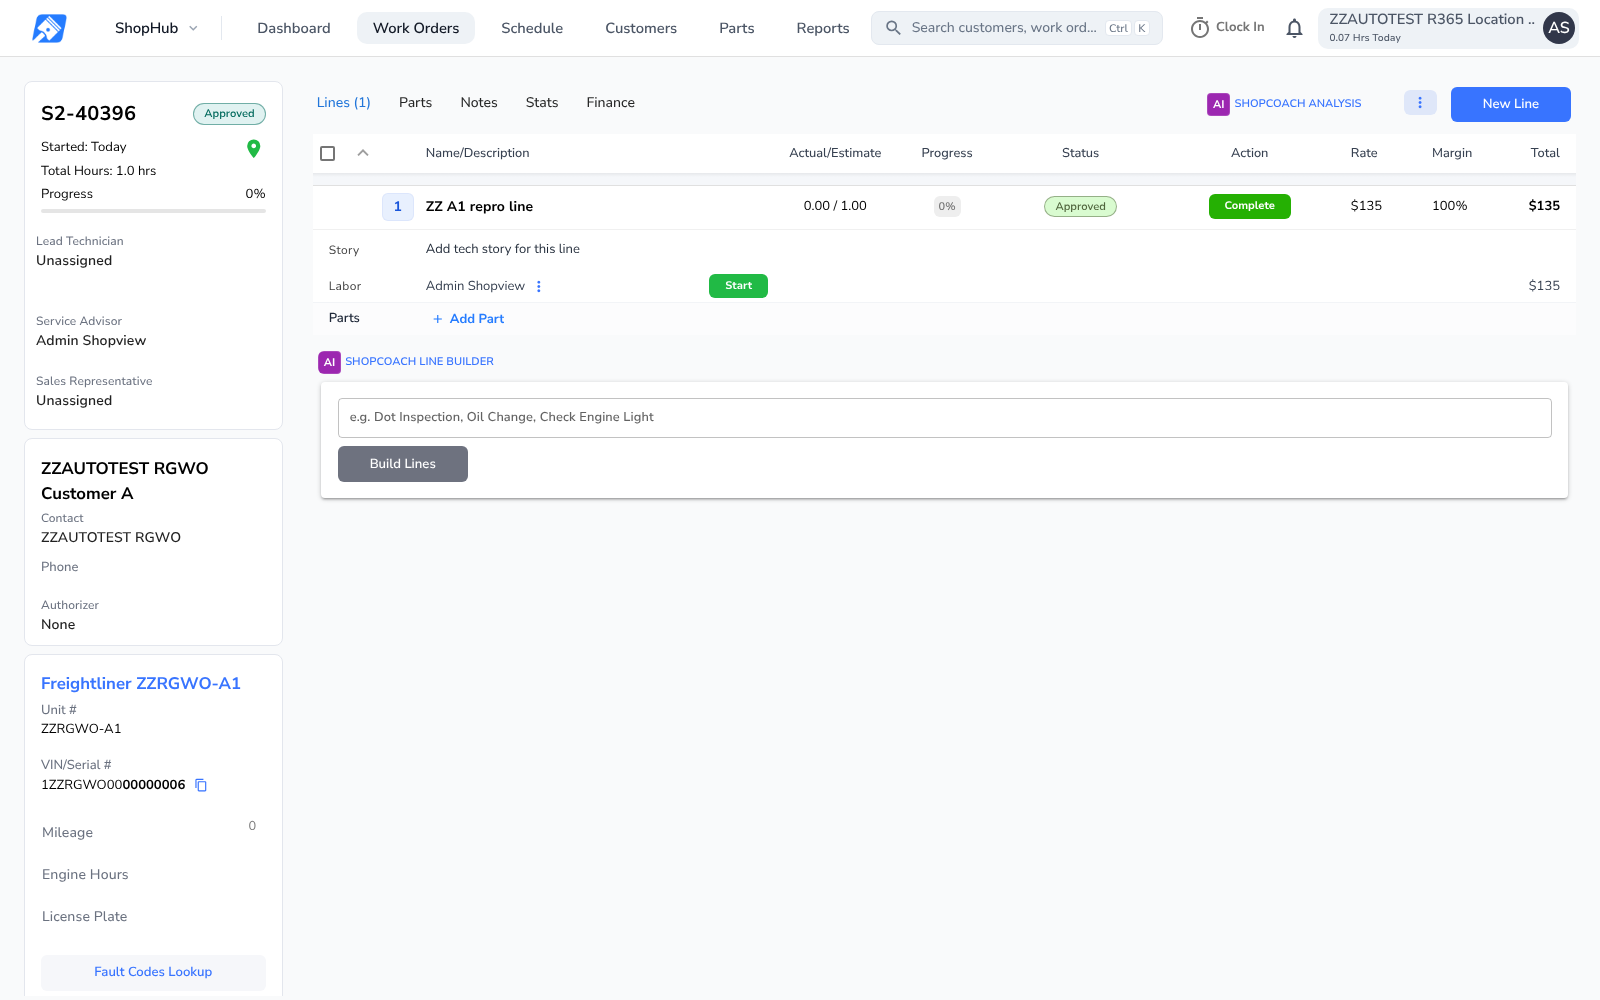 ShopHub
Dashboard
Work Orders
Schedule
Customers
Parts
Reports
Search customers, work ord... Ctrl K
Clock In
ZZAUTOTEST R365 Location ..
0.07 Hrs Today
AS
S2-40396
Approved
Started: Today
Total Hours: 1.0 hrs
Progress 0%
Lead Technician
Unassigned
Service Advisor
Admin Shopview
Sales Representative
Unassigned
ZZAUTOTEST RGWO
Customer A
Contact
ZZAUTOTEST RGWO
Phone
Authorizer
None
Freightliner ZZRGWO-A1
Unit #
ZZRGWO-A1
VIN/Serial #
1ZZRGWO0000000006
Mileage 0
Engine Hours
License Plate
Fault Codes Lookup
Lines (1) Parts Notes Stats Finance
AI SHOPCOACH ANALYSIS
New Line
Name/Description Actual/Estimate Progress Status Action Rate Margin Total
1 ZZ A1 repro line 0.00 / 1.00 0% Approved Complete $135 100% $135
Story Add tech story for this line
Labor Admin Shopview Start $135
Parts + Add Part
AI SHOPCOACH LINE BUILDER
e.g. Dot Inspection, Oil Change, Check Engine Light
Build Lines